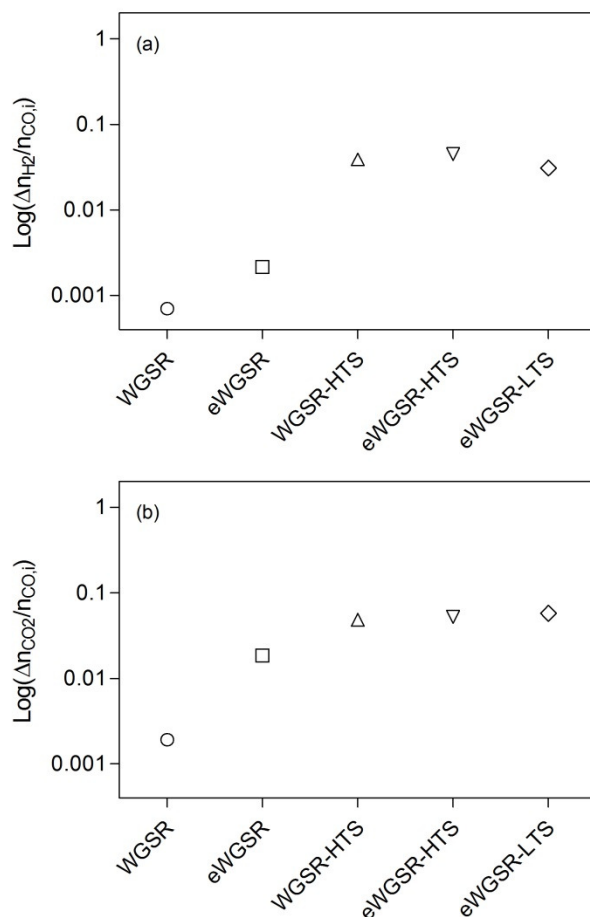 (a)
Log(Δn_H2/n_CO,i)
1
0.1
0.01
0.001
WGSR
eWGSR
WGSR-HTS
eWGSR-HTS
eWGSR-LTS
(b)
Log(Δn_CO2/n_CO,i)
1
0.1
0.01
0.001
WGSR
eWGSR
WGSR-HTS
eWGSR-HTS
eWGSR-LTS